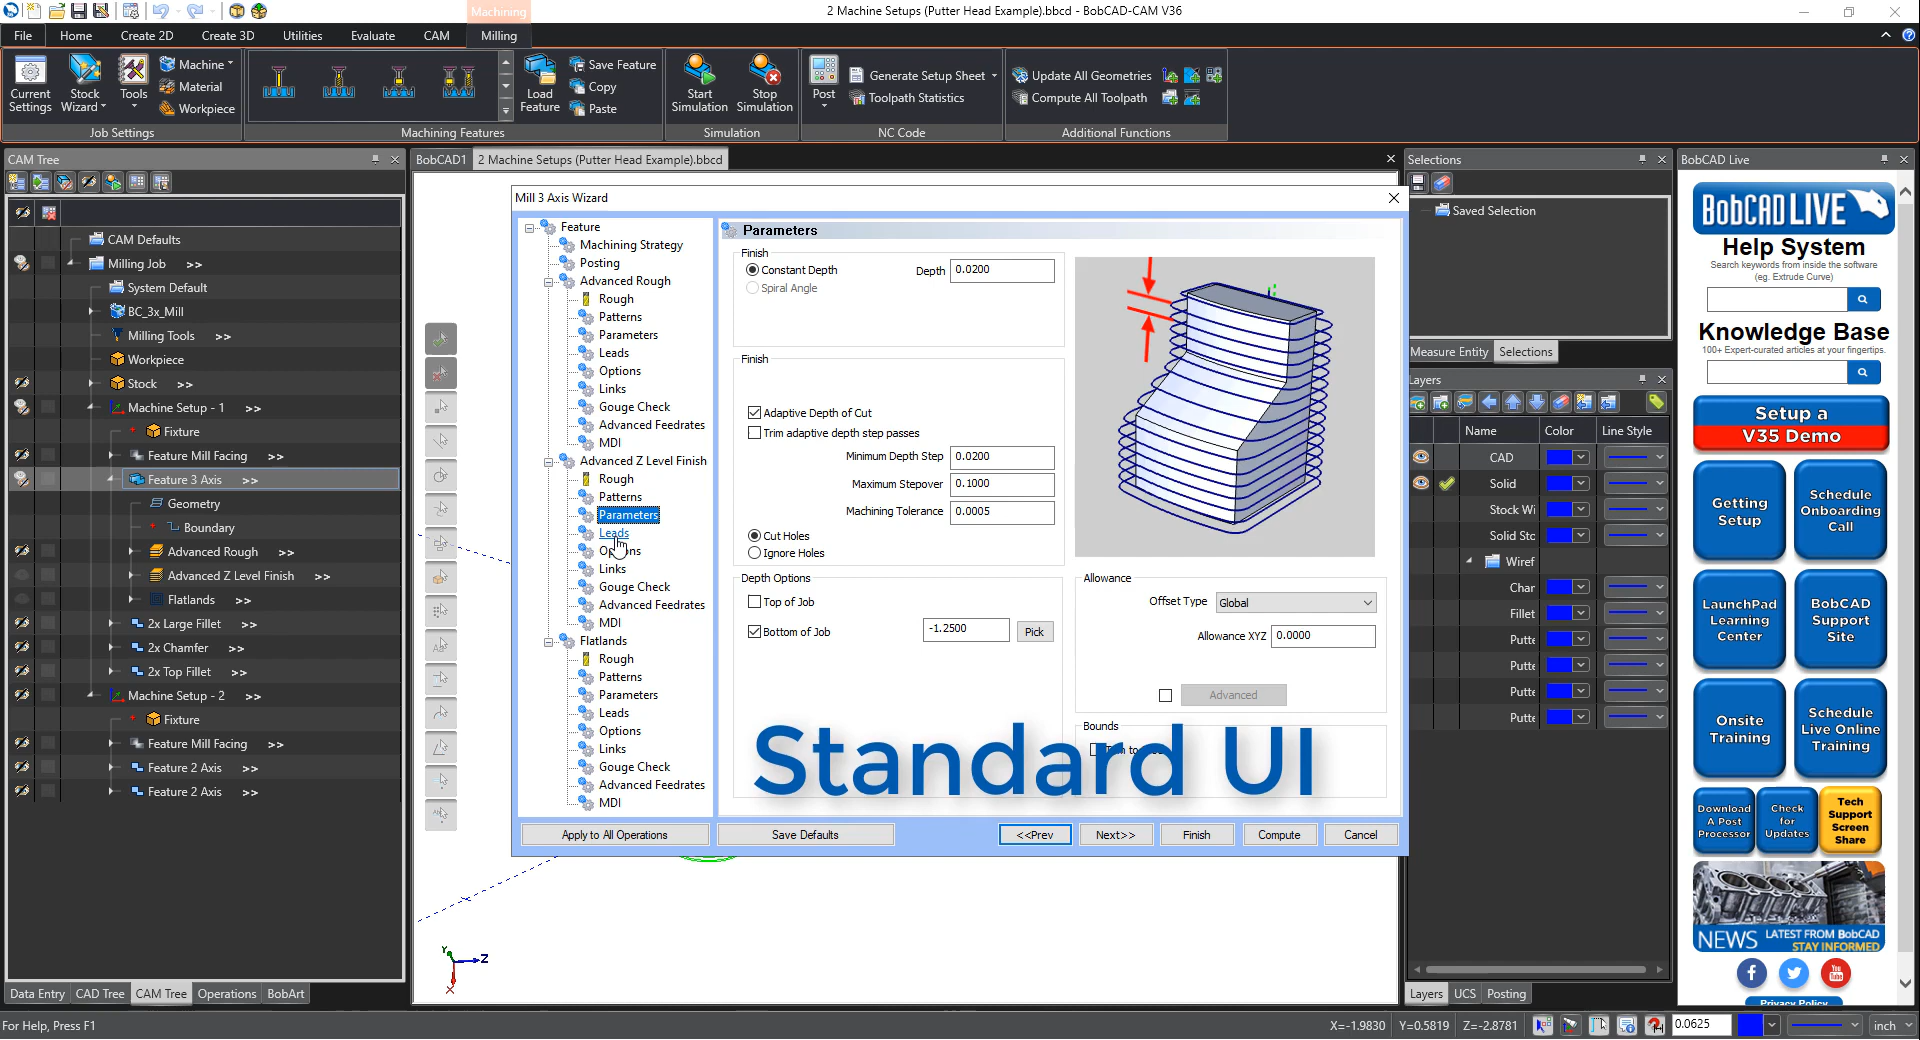 Machining
2 Machine Setups (Putter Head Example).bbcd - BobCAD-CAM V36
File Home Create 2D Create 3D Utilities Evaluate CAM Milling
Current Settings
Stock Wizard
Tools
Machine
Material
Workpiece
Job Settings
Load Feature
Save Feature
Copy
Paste
Machining Features
Start Simulation
Stop Simulation
Simulation
Post
Generate Setup Sheet
Toolpath Statistics
NC Code
Update All Geometries
Compute All Toolpath
Additional Functions
CAM Tree
CAM Defaults
Milling Job >>
System Default
BC_3x_Mill
Milling Tools >>
Workpiece
Stock >>
Machine Setup - 1 >>
Fixture
Feature Mill Facing >>
Feature 3 Axis >>
Geometry
Boundary
Advanced Rough >>
Advanced Z Level Finish >>
Flatlands >>
2x Large Fillet >>
2x Chamfer >>
2x Top Fillet >>
Machine Setup - 2 >>
Fixture
Feature Mill Facing >>
Feature 2 Axis >>
Feature 2 Axis >>
Data Entry CAD Tree CAM Tree Operations BobArt
BobCAD1 2 Machine Setups (Putter Head Example).bbcd
Mill 3 Axis Wizard
Feature
Machining Strategy
Posting
Advanced Rough
Rough
Patterns
Parameters
Leads
Options
Links
Gouge Check
Advanced Feedrates
MDI
Advanced Z Level Finish
Rough
Patterns
Parameters
Leads
Options
Links
Gouge Check
Advanced Feedrates
MDI
Flatlands
Rough
Patterns
Parameters
Leads
Options
Links
Gouge Check
Advanced Feedrates
MDI
Parameters
Finish
Constant Depth Depth 0.0200
Spiral Angle
Finish
Adaptive Depth of Cut
Trim adaptive depth step passes
Minimum Depth Step 0.0200
Maximum Stepover 0.1000
Machining Tolerance 0.0005
Cut Holes
Ignore Holes
Depth Options
Top of Job
Bottom of Job -1.2500 Pick
Allowance
Offset Type Global
Allowance XYZ 0.0000
Advanced
Bounds
Standard UI
Apply to All Operations Save Defaults <<Prev Next>> Finish Compute Cancel
Y Z X
Selections
Saved Selection
Measure Entity Selections
Layers
Name Color Line Style
CAD
Solid
Stock Wi
Solid Stc
Wiref
Char
Fillet
Putte
Putte
Putte
Putte
Layers UCS Posting
BobCAD Live
BobCAD LIVE
Help System
Search keywords from inside the software
(eg. Extrude Curve)
Knowledge Base
100+ Expert-curated articles at your fingertips.
Setup a
V35 Demo
Getting Setup
Schedule Onboarding Call
LaunchPad Learning Center
BobCAD Support Site
Onsite Training
Schedule Live Online Training
Download A Post Processor
Check for Updates
Tech Support Screen Share
NEWS LATEST FROM BobCAD
STAY INFORMED
You Tube
Privacy Policy
For Help, Press F1
X=-1.9830 Y=0.5819 Z=-2.8781 0.0625 inch